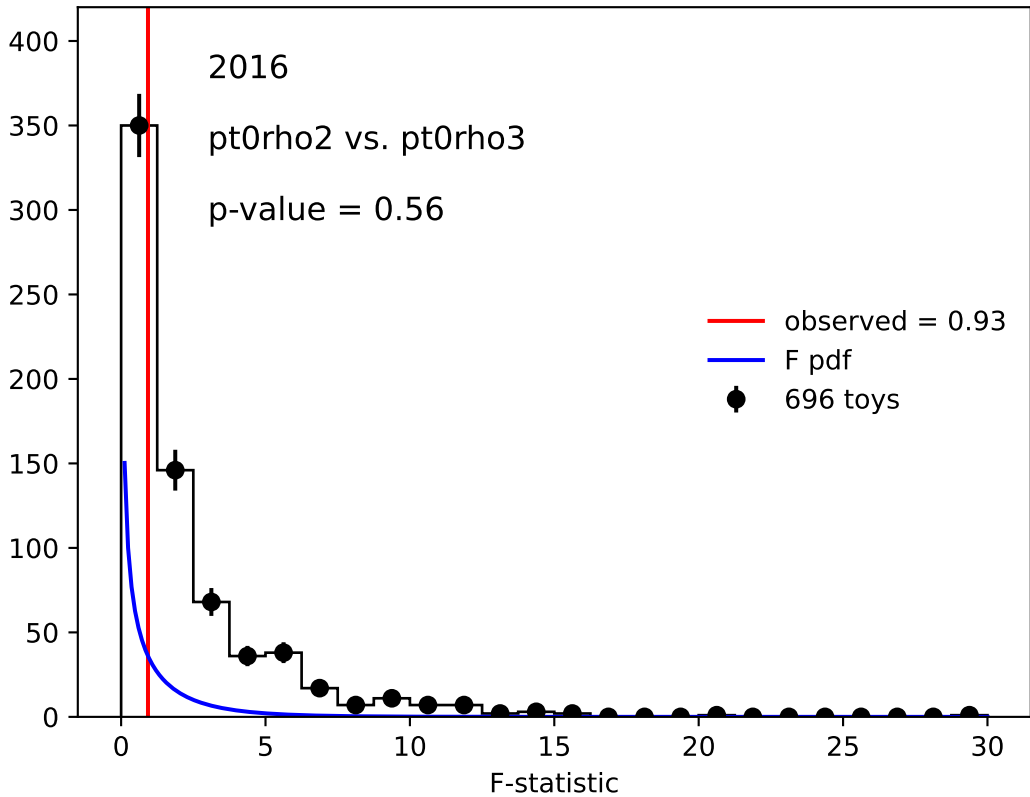 400
350
300
250
200
150
100
50
0
2016
pt0rho2 vs. pt0rho3
p-value = 0.56
observed = 0.93
F pdf
696 toys
0 5 10 15 20 25 30
F-statistic